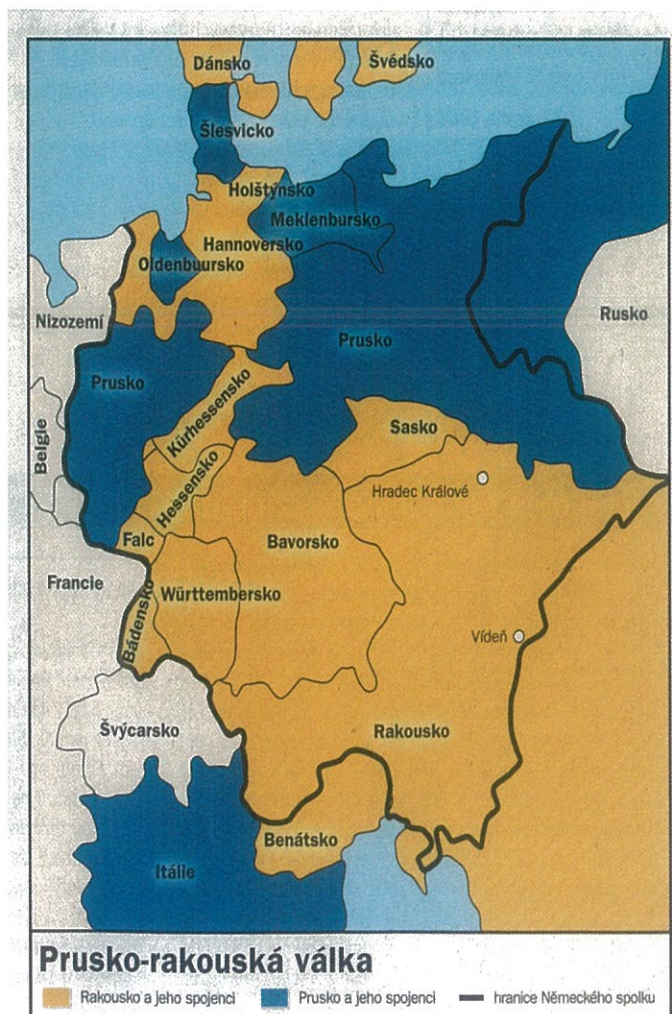 Dánsko
Švédsko
Šlesvicko
Holštýnsko
Meklenbursko
Hannoversko
Oldenbuursko
Nizozemí
Rusko
Prusko
Prusko
Belgie
Kürhessensko
Sasko
Hessensko
Hradec Králové
Falc
Bavorsko
Francie
Bádensko
Württembersko
Vídeň
Švýcarsko
Rakousko
Benátsko
Itálie
Prusko-rakouská válka
Rakousko a jeho spojenci Prusko a jeho spojenci hranice Německého spolku